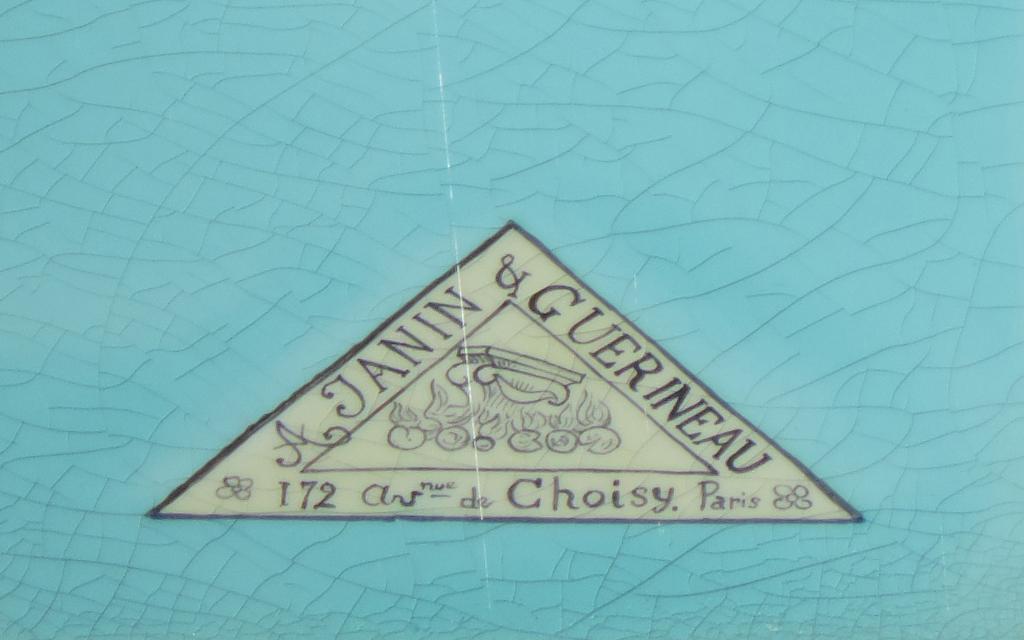 A JANIN & GUERINEAU
172 avnue de Choisy. Paris